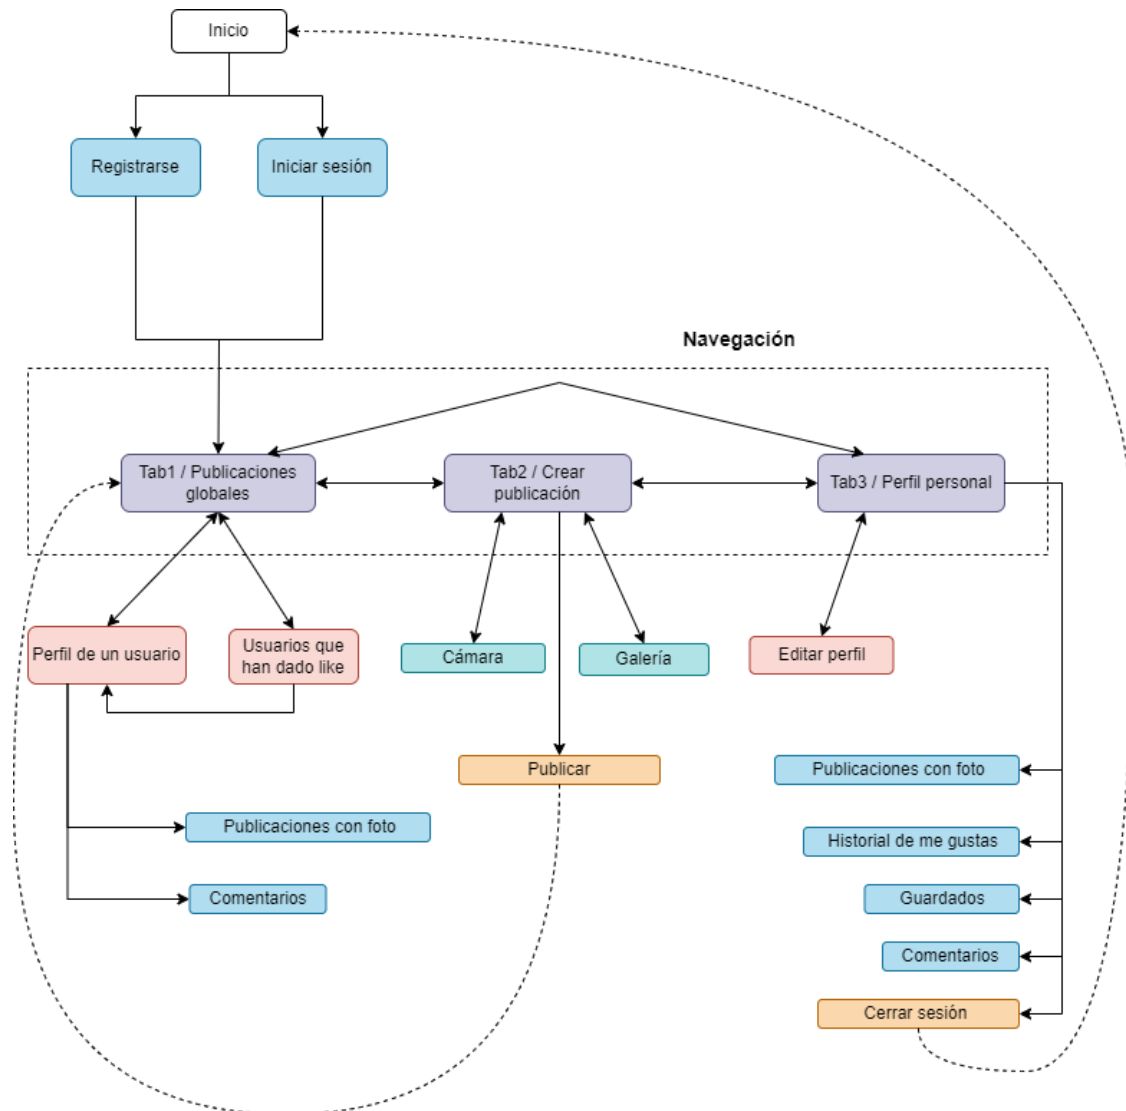 Inicio
Registrarse
Iniciar sesión
Navegación
Tab1 / Publicaciones
globales
Tab2 / Crear
publicación
Tab3 / Perfil personal
Perfil de un usuario
Usuarios que
han dado like
Cámara
Galería
Editar perfil
Publicar
Publicaciones con foto
Publicaciones con foto
Historial de me gustas
Comentarios
Guardados
Comentarios
Cerrar sesión